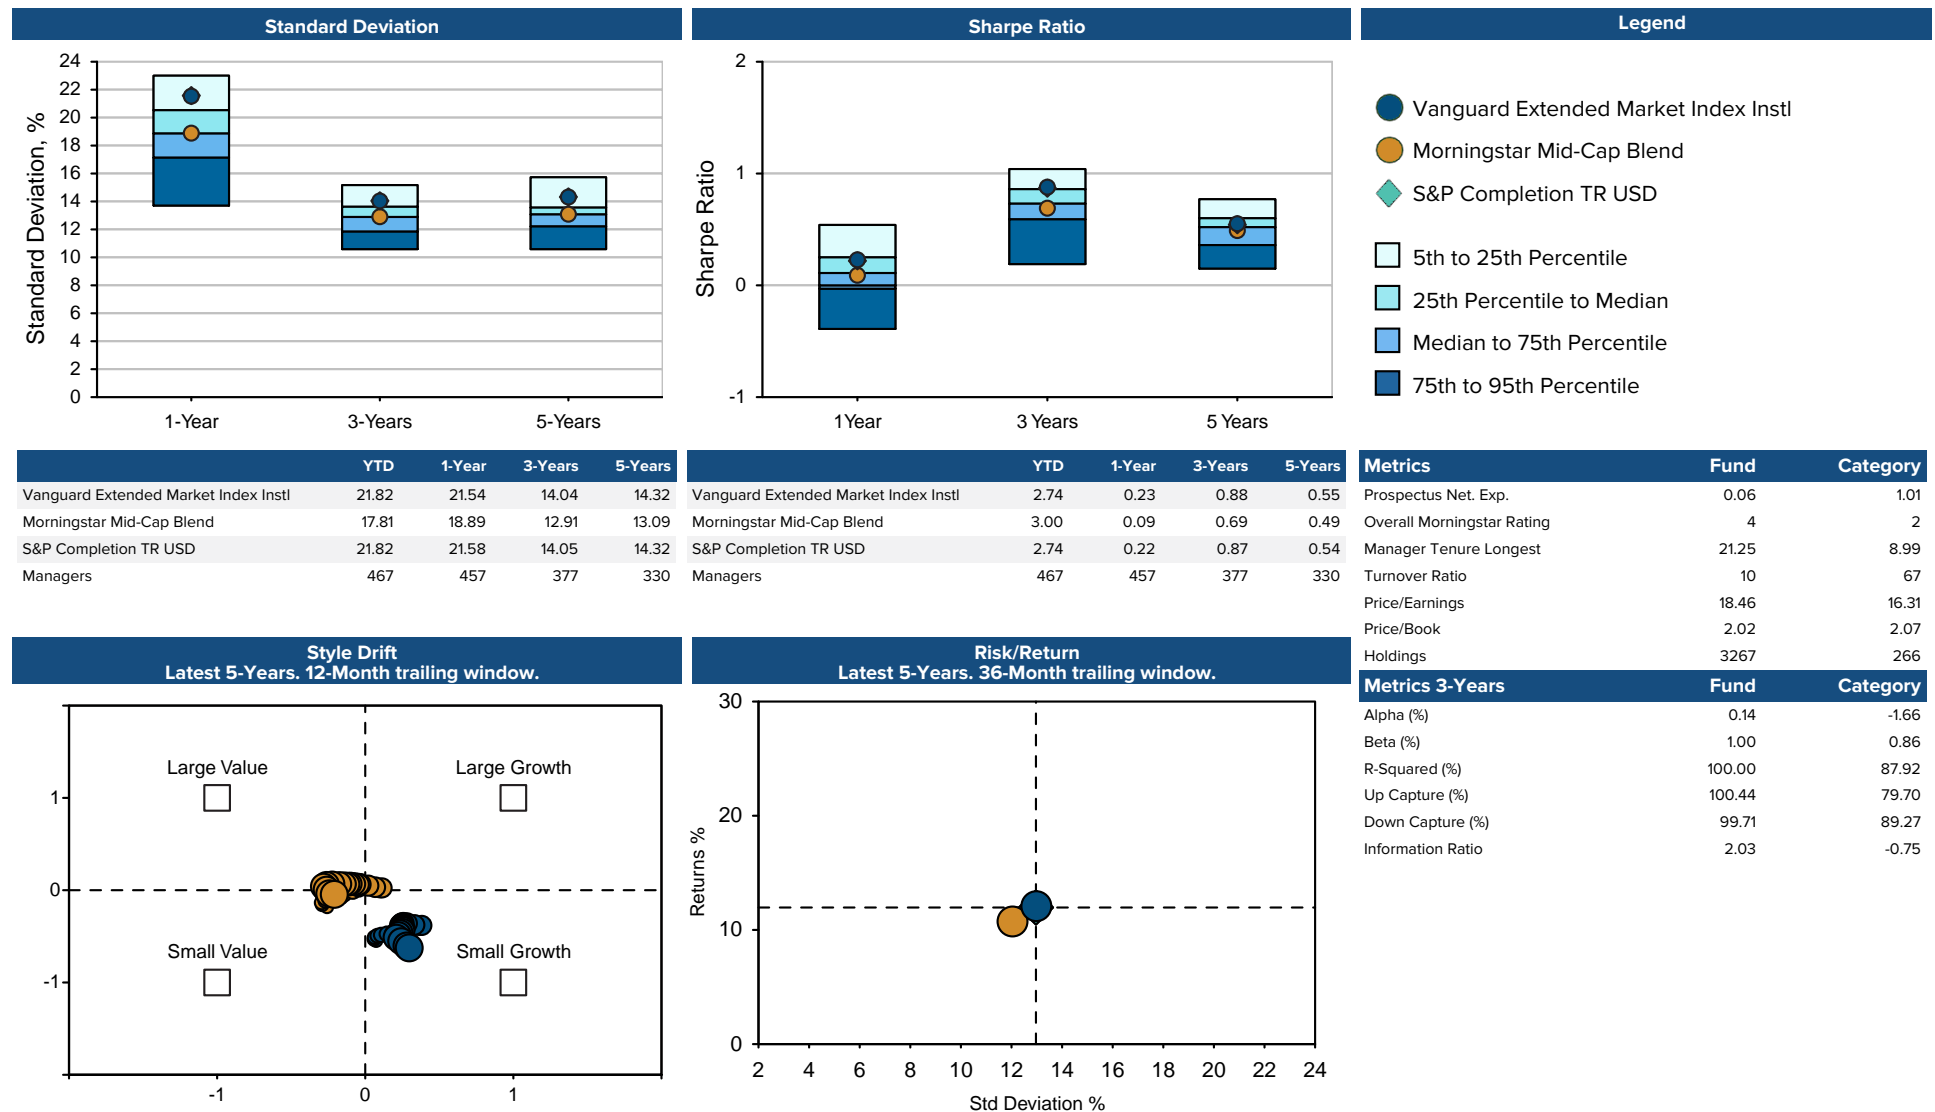 Standard Deviation
24
22
20
18
16
14
12
10
8
6
4
2
0
Standard Deviation, %
1-Year 3-Years 5-Years
Sharpe Ratio
2
1
0
-1
Sharpe Ratio
1Year 3 Years 5 Years
Legend
Vanguard Extended Market Index Instl
Morningstar Mid-Cap Blend
S&P Completion TR USD
5th to 25th Percentile
25th Percentile to Median
Median to 75th Percentile
75th to 95th Percentile
YTD 1-Year 3-Years 5-Years
Vanguard Extended Market Index Instl 21.82 21.54 14.04 14.32
Morningstar Mid-Cap Blend 17.81 18.89 12.91 13.09
S&P Completion TR USD 21.82 21.58 14.05 14.32
Managers 467 457 377 330
YTD 1-Year 3-Years 5-Years
Vanguard Extended Market Index Instl 2.74 0.23 0.88 0.55
Morningstar Mid-Cap Blend 3.00 0.09 0.69 0.49
S&P Completion TR USD 2.74 0.22 0.87 0.54
Managers 467 457 377 330
Metrics Fund Category
Prospectus Net. Exp. 0.06 1.01
Overall Morningstar Rating 4 2
Manager Tenure Longest 21.25 8.99
Turnover Ratio 10 67
Price/Earnings 18.46 16.31
Price/Book 2.02 2.07
Holdings 3267 266
Metrics 3-Years Fund Category
Alpha (%) 0.14 -1.66
Beta (%) 1.00 0.86
R-Squared (%) 100.00 87.92
Up Capture (%) 100.44 79.70
Down Capture (%) 99.71 89.27
Information Ratio 2.03 -0.75
Style Drift
Latest 5-Years. 12-Month trailing window.
Large Value Large Growth
1
0
Small Value Small Growth
-1
-1 0 1
Risk/Return
Latest 5-Years. 36-Month trailing window.
30
20
10
0
Returns %
2 4 6 8 10 12 14 16 18 20 22 24
Std Deviation %